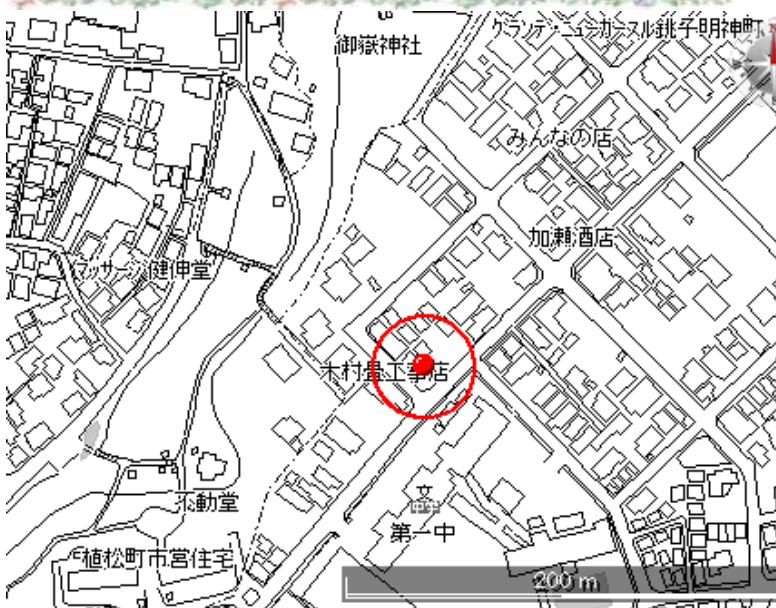 御嶽神社
グランディ・ニューカースル銚子明神町
みんなの店
加瀬酒店
マッサージ健伸堂
木村畳工事店
不動堂
文
第一中
植松町市営住宅
200 m